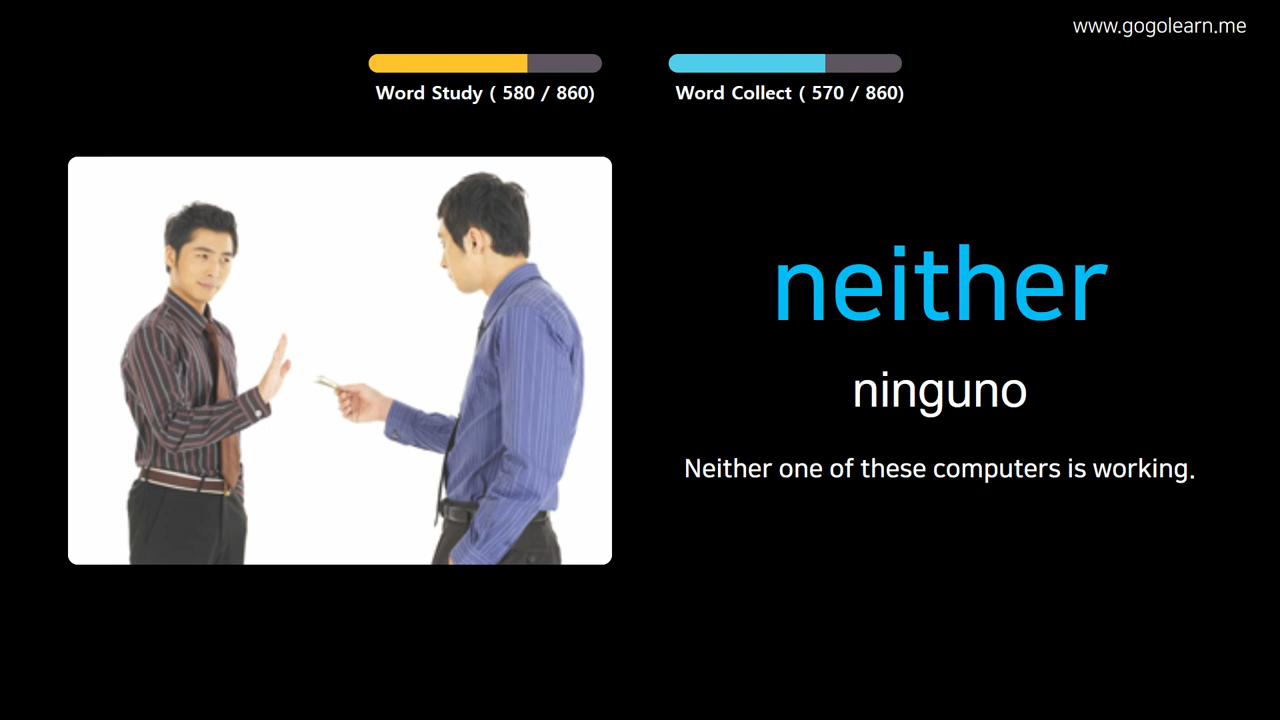 www.gogolearn.me
Word Study ( 580 / 860)
Word Collect ( 570 / 860)
neither
ninguno
Neither one of these computers is working.